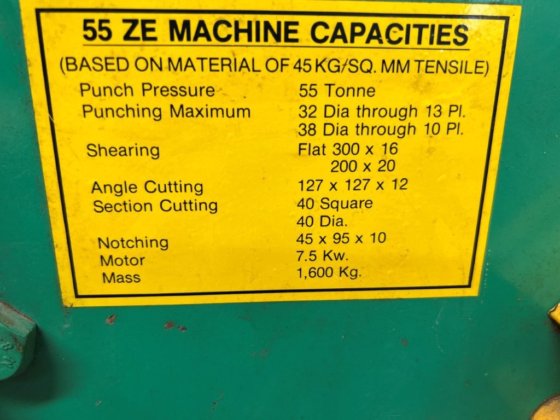 55 ZE MACHINE CAPACITIES
(BASED ON MATERIAL OF 45 KG/SQ. MM TENSILE)
Punch Pressure 55 Tonne
Punching Maximum 32 Dia through 13 Pl.
38 Dia through 10 Pl.
Shearing Flat 300 x 16
200 x 20
Angle Cutting 127 x 127 x 12
Section Cutting 40 Square
40 Dia.
Notching 45 x 95 x 10
Motor 7.5 Kw.
Mass 1,600 Kg.